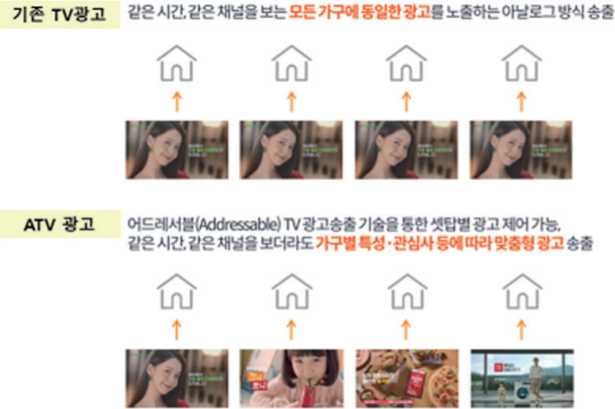 기존 TV광고
같은 시간, 같은 채널을 보는 모든 가구에 동일한 광고를 노출하는 아날로그 방식 송출
ATV 광고
어드레서블(Addressable) TV 광고송출 기술을 통한 셋탑별 광고 제어 가능,
같은 시간, 같은 채널을 보더라도 가구별 특성·관심사 등에 따라 맞춤형 광고 송출